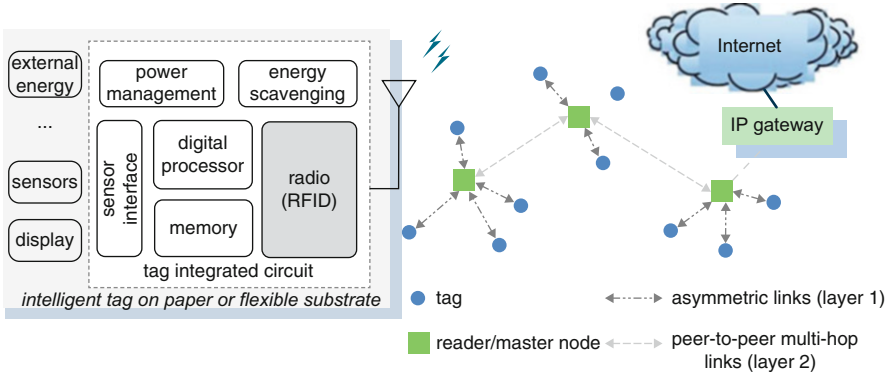 external
energy
...
sensors
display
power
management
energy
scavenging
sensor
interface
digital
processor
memory
radio
(RFID)
tag integrated circuit
intelligent tag on paper or flexible substrate
Internet
IP gateway
tag
asymmetric links (layer 1)
reader/master node
peer-to-peer multi-hop
links (layer 2)